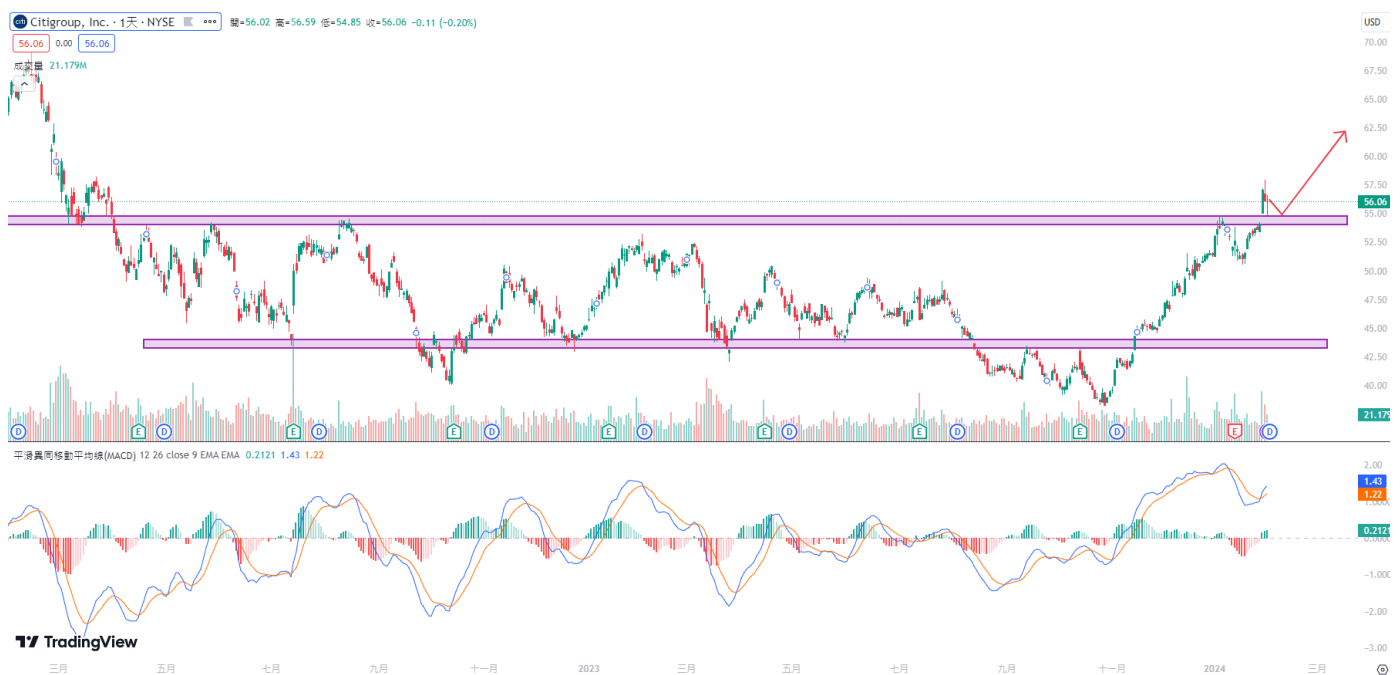 Citigroup, Inc. · 1天 · NYSE 開=56.02 高=56.59 低=54.85 收=56.06 −0.11 (−0.20%)
USD
56.06 0.00 56.06
成交量 21.179M
70.00
67.50
65.00
62.50
60.00
57.50
56.06
55.00
52.50
50.00
47.50
45.00
42.50
40.00
D E D E D E D E D E D E D E D E D
平滑異同移動平均線(MACD) 12 26 close 9 EMA EMA 0.2121 1.43 1.22
2.00
1.43
1.22
0.2121
−1.000
−2.00
−3.00
TradingView
三月 五月 七月 九月 十一月 2023 三月 五月 七月 九月 十一月 2024 三月